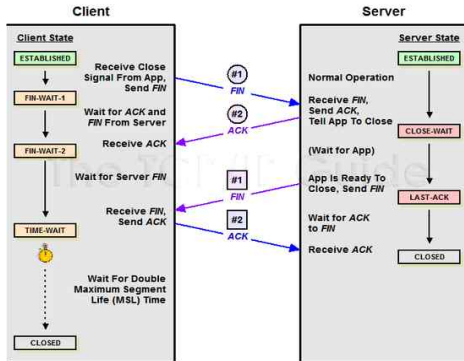 Client
Server
Client State
Server State
ESTABLISHED
ESTABLISHED
Receive Close
Signal From App,
Send FIN
#1
FIN
Normal Operation
FIN-WAIT-1
Receive FIN,
Send ACK,
Tell App To Close
Wait for ACK and
FIN From Server
#2
ACK
CLOSE-WAIT
Receive ACK
FIN-WAIT-2
(Wait for App)
The TCP/IP Guide
Wait for Server FIN
#1
FIN
App Is Ready To
Close, Send FIN
LAST-ACK
Receive FIN,
Send ACK
#2
ACK
Wait for ACK
to FIN
TIME-WAIT
Receive ACK
CLOSED
Wait For Double
Maximum Segment
Life (MSL) Time
CLOSED